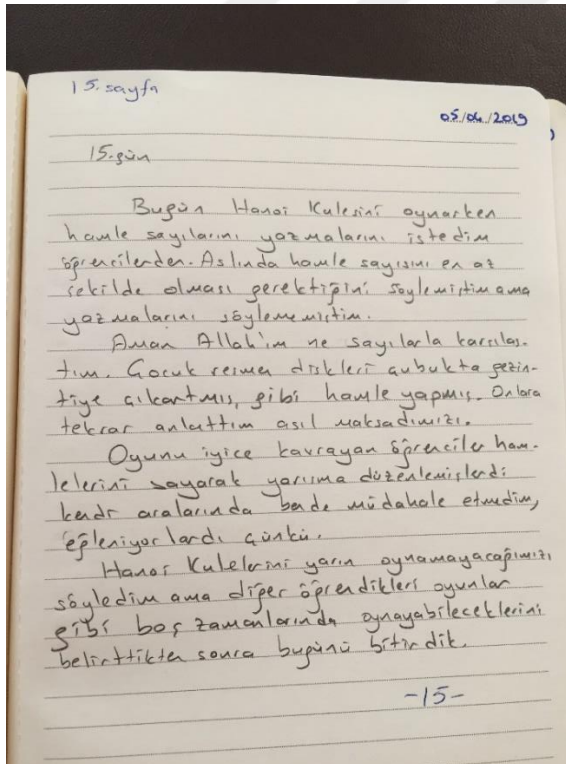 15. sayfa
05/04/2019
15.gün
Bugün Hanoi Kulesini oynarken
hamle sayılarını yazmalarını istedim
öğrencilerden. Aslında hamle sayısını en az
şekilde olması gerektiğini söylemiştim ama
yazmalarını söylememiştim.
Aman Allah'ım ne sayılarla karşılaş-
tım. Çocuk resmen diskleri çubukta gezin-
tiye çıkartmış, gibi hamle yapmış. Onlara
tekrar anlattım asıl maksadımızı.
Oyunu iyice kavrayan öğrenciler ham-
lelerini sayarak yarışma düzenlemişlerdi
kendi aralarında bende müdahale etmedim,
eğleniyorlardı çünkü.
Hanoi Kulelerini yarın oynamayacağımızı
söyledim ama diğer öğrendikleri oyunlar
gibi boş zamanlarında oynayabileceklerini
belirttikten sonra bugünü bitirdik.
-15-